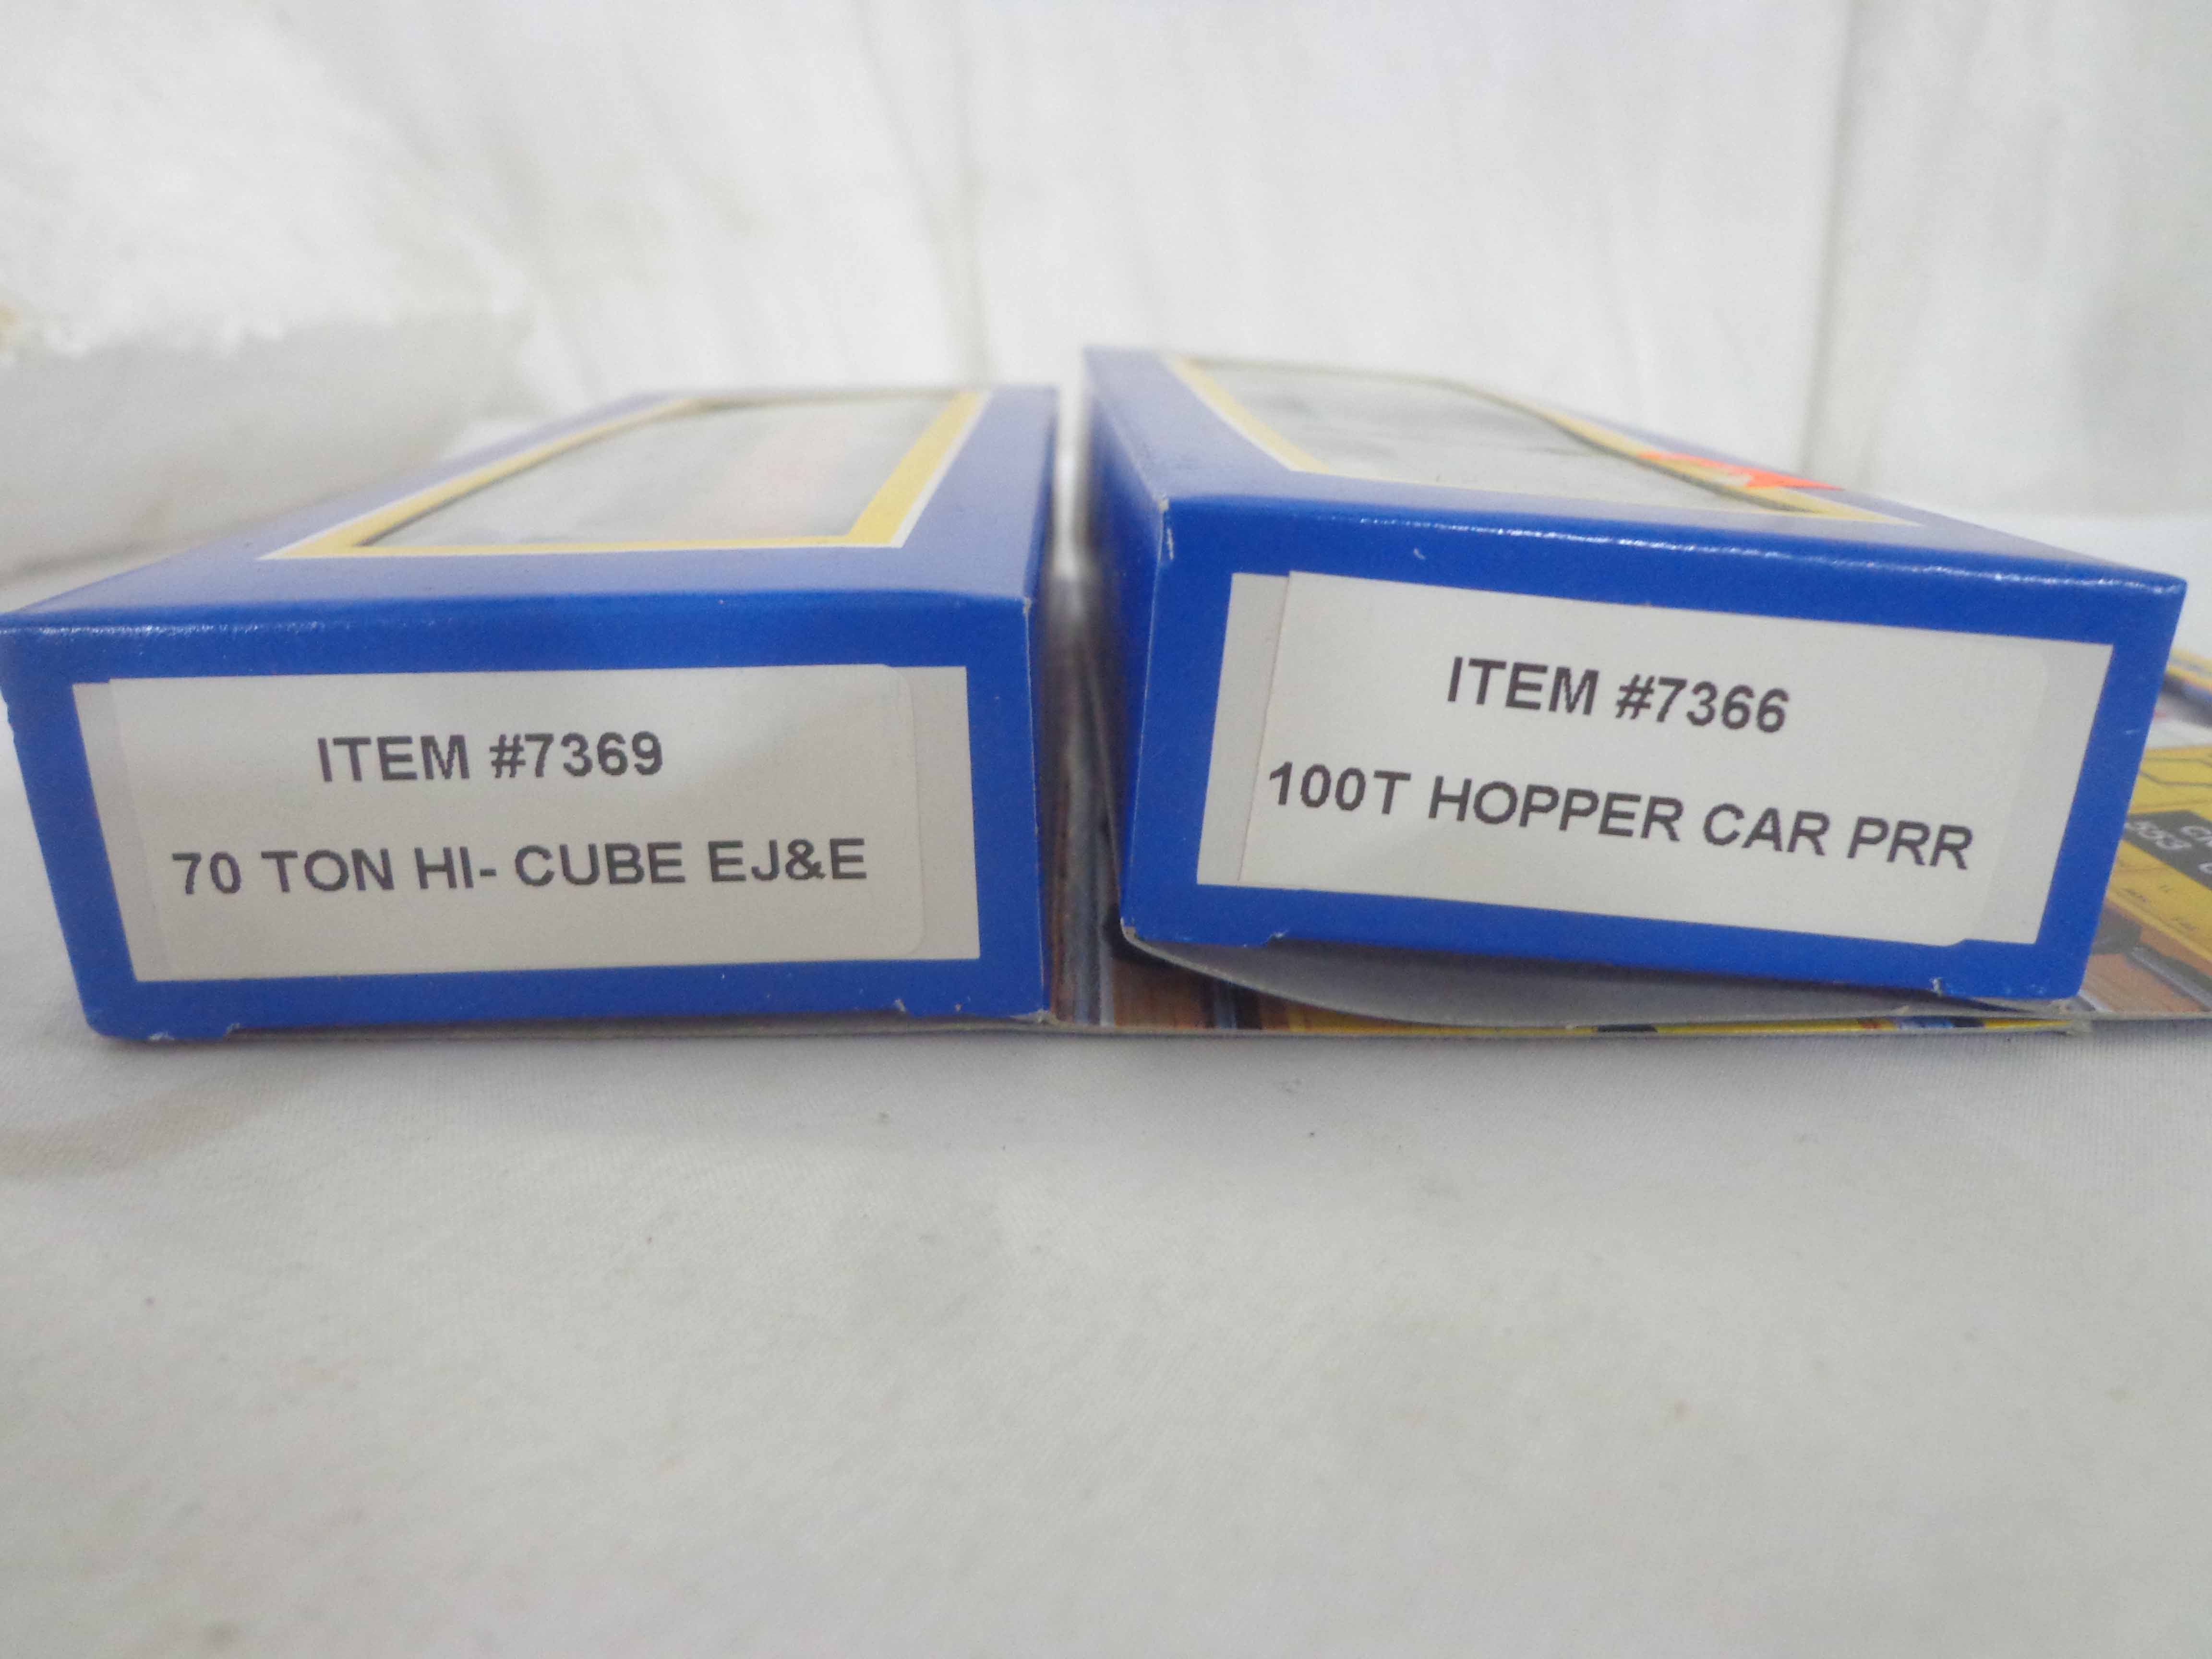 ITEM #7369
70 TON HI- CUBE EJ&E
ITEM #7366
100T HOPPER CAR PRR